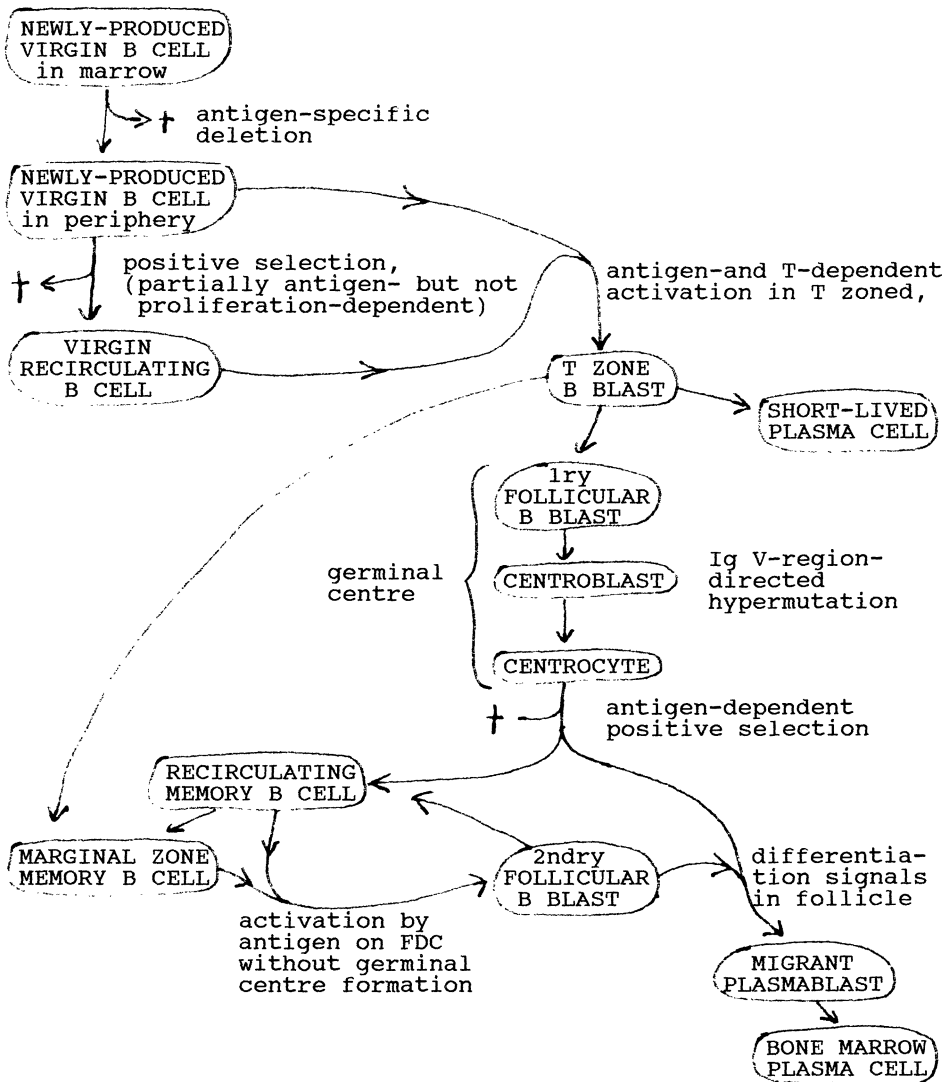 NEWLY-PRODUCED
VIRGIN B CELL
in marrow
† antigen-specific
deletion
NEWLY-PRODUCED
VIRGIN B CELL
in periphery
†
positive selection,
(partially antigen- but not
proliferation-dependent)
antigen-and T-dependent
activation in T zoned,
VIRGIN
RECIRCULATING
B CELL
T ZONE
B BLAST
SHORT-LIVED
PLASMA CELL
1ry
FOLLICULAR
B BLAST
germinal
centre
CENTROBLAST
Ig V-region-
directed
hypermutation
CENTROCYTE
†
antigen-dependent
positive selection
RECIRCULATING
MEMORY B CELL
MARGINAL ZONE
MEMORY B CELL
2ndry
FOLLICULAR
B BLAST
differentia-
tion signals
in follicle
activation by
antigen on FDC
without germinal
centre formation
MIGRANT
PLASMABLAST
BONE MARROW
PLASMA CELL